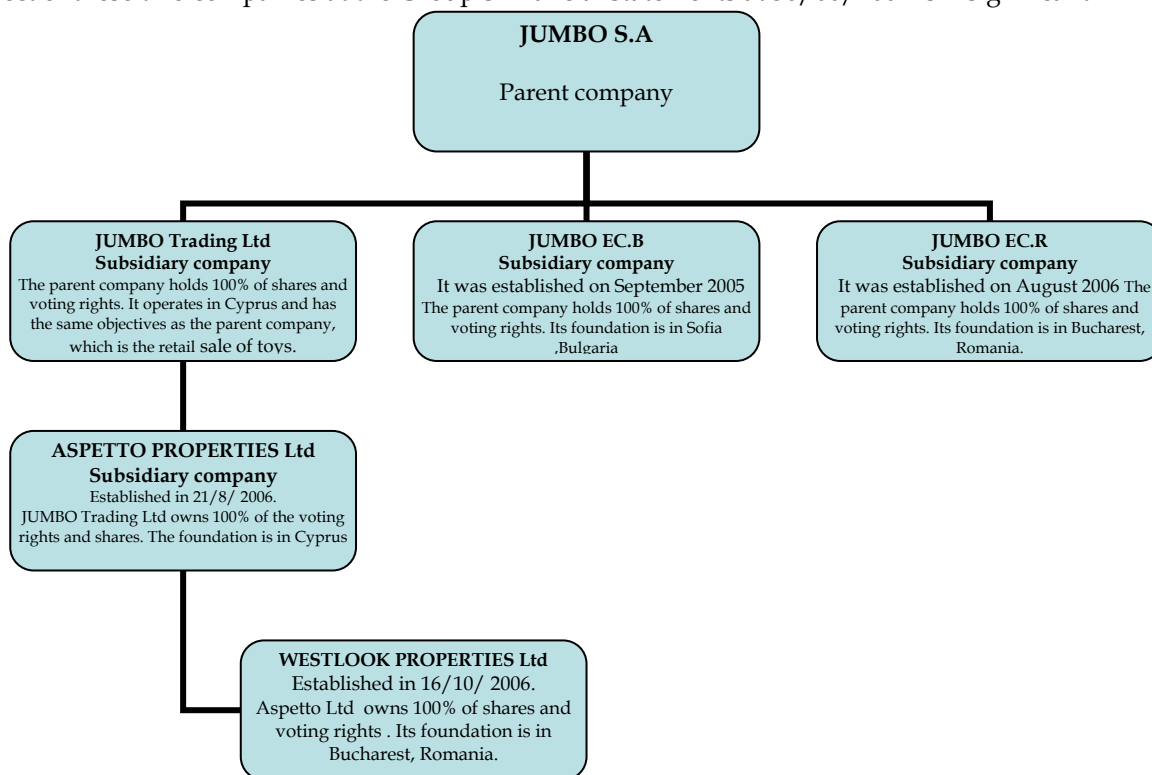 JUMBO S.A
Parent company
JUMBO Trading Ltd
Subsidiary company
The parent company holds 100% of shares and
voting rights. It operates in Cyprus and has
the same objectives as the parent company,
which is the retail sale of toys.
JUMBO EC.B
Subsidiary company
It was established on September 2005
The parent company holds 100% of shares and
voting rights. Its foundation is in Sofia
,Bulgaria
JUMBO EC.R
Subsidiary company
It was established on August 2006 The
parent company holds 100% of shares and
voting rights. Its foundation is in Bucharest,
Romania.
ASPETTO PROPERTIES Ltd
Subsidiary company
Established in 21/8/ 2006.
JUMBO Trading Ltd owns 100% of the voting
rights and shares. The foundation is in Cyprus
WESTLOOK PROPERTIES Ltd
Established in 16/10/ 2006.
Aspetto Ltd owns 100% of shares and
voting rights . Its foundation is in
Bucharest, Romania.